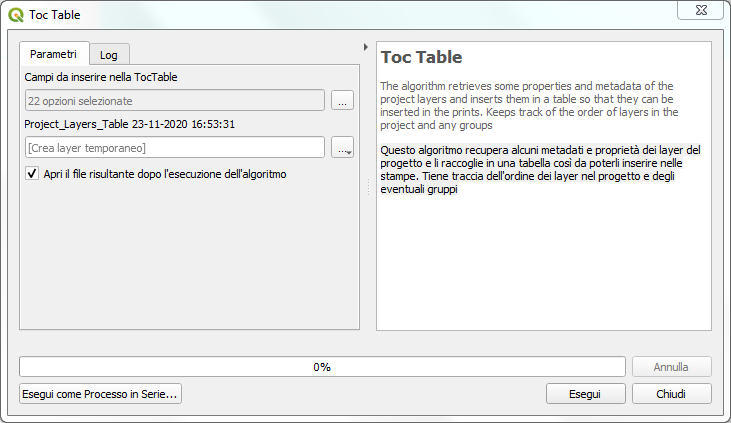 Toc Table
Parametri
Log
Campi da inserire nella TocTable
22 opzioni selezionate
...
Project_Layers_Table 23-11-2020 16:53:31
[Crea layer temporaneo]
...
Apri il file risultante dopo l'esecuzione dell'algoritmo
Toc Table
The algorithm retrieves some properties and metadata of the
project layers and inserts them in a table so that they can be
inserted in the prints. Keeps track of the order of layers in the
project and any groups
Questo algoritmo recupera alcuni metadati e proprietà dei layer del
progetto e li raccoglie in una tabella così da poterli inserire nelle
stampe. Tiene traccia dell'ordine dei layer nel progetto e degli
eventuali gruppi
0%
Annulla
Esegui come Processo in Serie...
Esegui
Chiudi